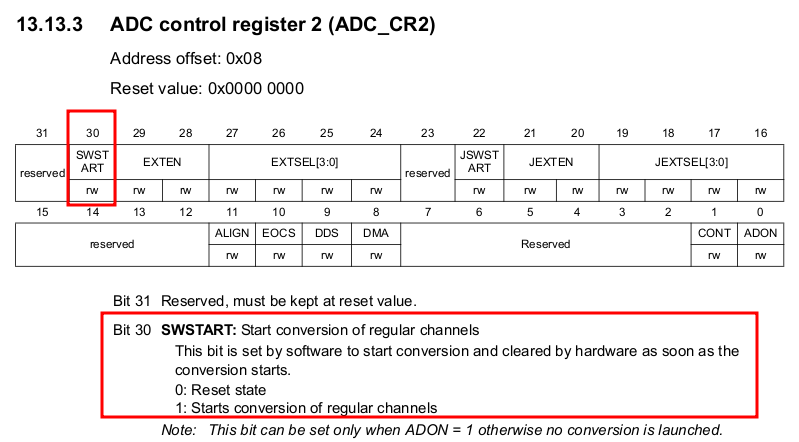 13.13.3 ADC control register 2 (ADC_CR2)
Address offset: 0x08
Reset value: 0x0000 0000
31 30 29 28 27 26 25 24 23 22 21 20 19 18 17 16
reserved SWST ART EXTEN EXTSEL[3:0] reserved JSWST ART JEXTEN JEXTSEL[3:0]
rw rw rw rw rw rw rw rw rw rw rw rw rw rw
15 14 13 12 11 10 9 8 7 6 5 4 3 2 1 0
reserved ALIGN EOCS DDS DMA Reserved CONT ADON
rw rw rw rw rw rw
Bit 31 Reserved, must be kept at reset value.
Bit 30 SWSTART: Start conversion of regular channels
This bit is set by software to start conversion and cleared by hardware as soon as the
conversion starts.
0: Reset state
1: Starts conversion of regular channels
Note: This bit can be set only when ADON = 1 otherwise no conversion is launched.